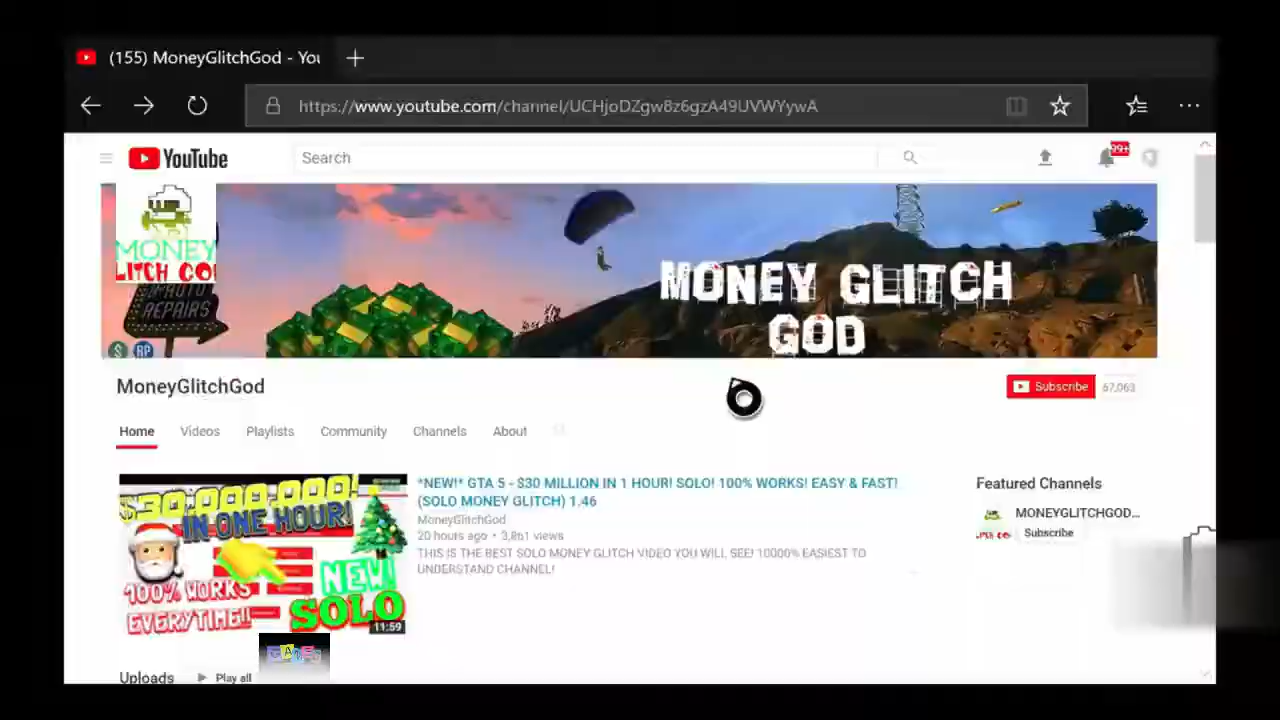 (155) MoneyGlitchGod - You
https://www.youtube.com/channel/UCHjoDZgw8z6gzA49UVWYywA
YouTube
Search
99+
MONEY
LITCH GO
REPAIRS
$ RP
MONEY GLITCH
GOD
MoneyGlitchGod
Subscribe 67,063
Home Videos Playlists Community Channels About
$30,000,000!
IN ONE HOUR!
100% WORKS
EVERYTIME!!
NEW!
SOLO
11:59
*NEW!* GTA 5 - $30 MILLION IN 1 HOUR! SOLO! 100% WORKS! EASY & FAST!
(SOLO MONEY GLITCH) 1.46
MoneyGlitchGod
20 hours ago • 3,861 views
THIS IS THE BEST SOLO MONEY GLITCH VIDEO YOU WILL SEE! 10000% EASIEST TO
UNDERSTAND CHANNEL!
Featured Channels
MONEYGLITCHGOD...
Subscribe
Uploads Play all